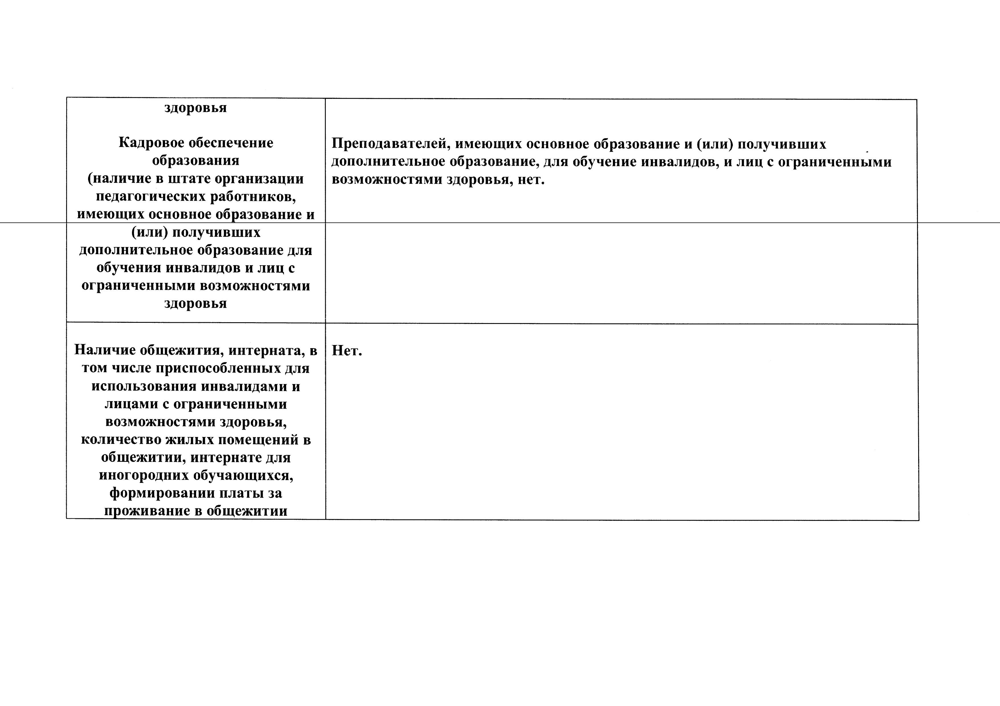 здоровья
Кадровое обеспечение
образования
(наличие в штате организации
педагогических работников,
имеющих основное образование и
(или) получивших
дополнительное образование для
обучения инвалидов и лиц с
ограниченными возможностями
здоровья
Преподавателей, имеющих основное образование и (или) получивших
дополнительное образование, для обучение инвалидов, и лиц с ограниченными
возможностями здоровья, нет.
Наличие общежития, интерната, в
том числе приспособленных для
использования инвалидами и
лицами с ограниченными
возможностями здоровья,
количество жилых помещений в
общежитии, интернате для
иногородних обучающихся,
формировании платы за
проживание в общежитии
Нет.